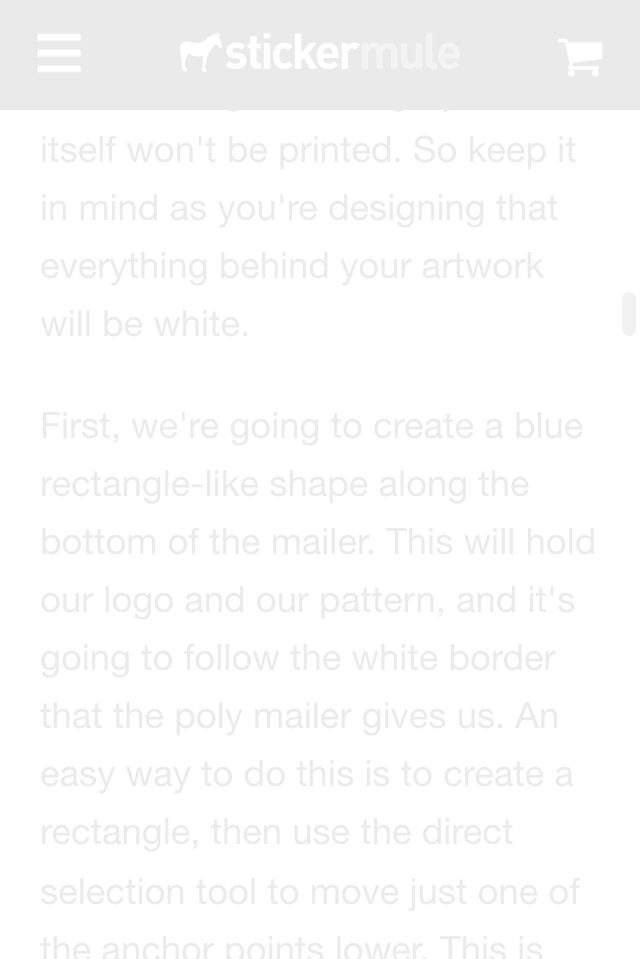 stickermule
itself won't be printed. So keep it
in mind as you're designing that
everything behind your artwork
will be white.
First, we're going to create a blue
rectangle-like shape along the
bottom of the mailer. This will hold
our logo and our pattern, and it's
going to follow the white border
that the poly mailer gives us. An
easy way to do this is to create a
rectangle, then use the direct
selection tool to move just one of
the anchor points lower. This is